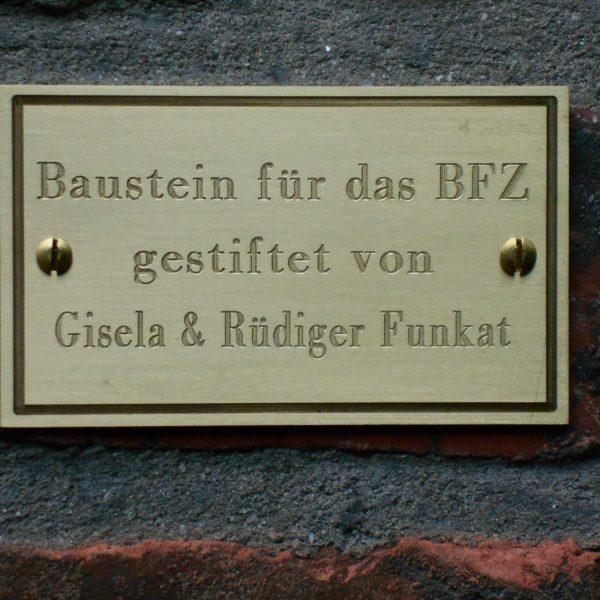 Baustein für das BFZ
gestiftet von
Gisela & Rüdiger Funkat